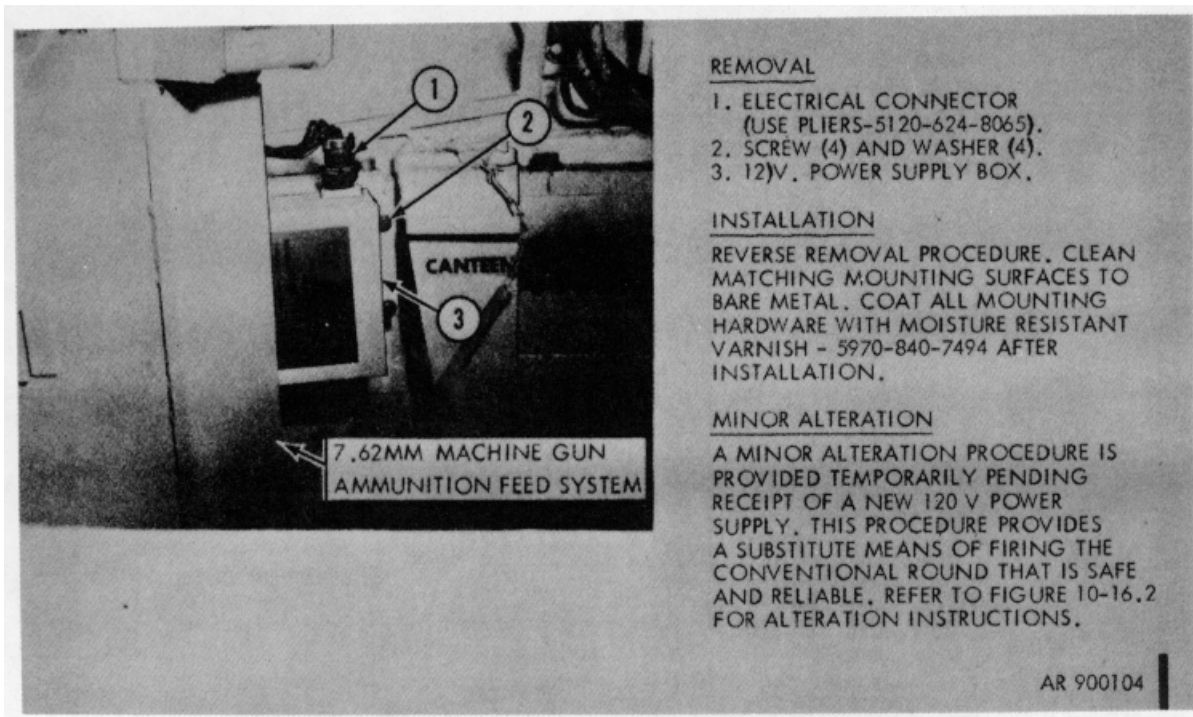 1
2
CANTEEN
3
7.62MM MACHINE GUN
AMMUNITION FEED SYSTEM
REMOVAL
1. ELECTRICAL CONNECTOR
(USE PLIERS-5120-624-8065).
2. SCREW (4) AND WASHER (4).
3. 12)V. POWER SUPPLY BOX.
INSTALLATION
REVERSE REMOVAL PROCEDURE. CLEAN
MATCHING MOUNTING SURFACES TO
BARE METAL. COAT ALL MOUNTING
HARDWARE WITH MOISTURE RESISTANT
VARNISH - 5970-840-7494 AFTER
INSTALLATION.
MINOR ALTERATION
A MINOR ALTERATION PROCEDURE IS
PROVIDED TEMPORARILY PENDING
RECEIPT OF A NEW 120 V POWER
SUPPLY. THIS PROCEDURE PROVIDES
A SUBSTITUTE MEANS OF FIRING THE
CONVENTIONAL ROUND THAT IS SAFE
AND RELIABLE. REFER TO FIGURE 10-16.2
FOR ALTERATION INSTRUCTIONS.
AR 900104